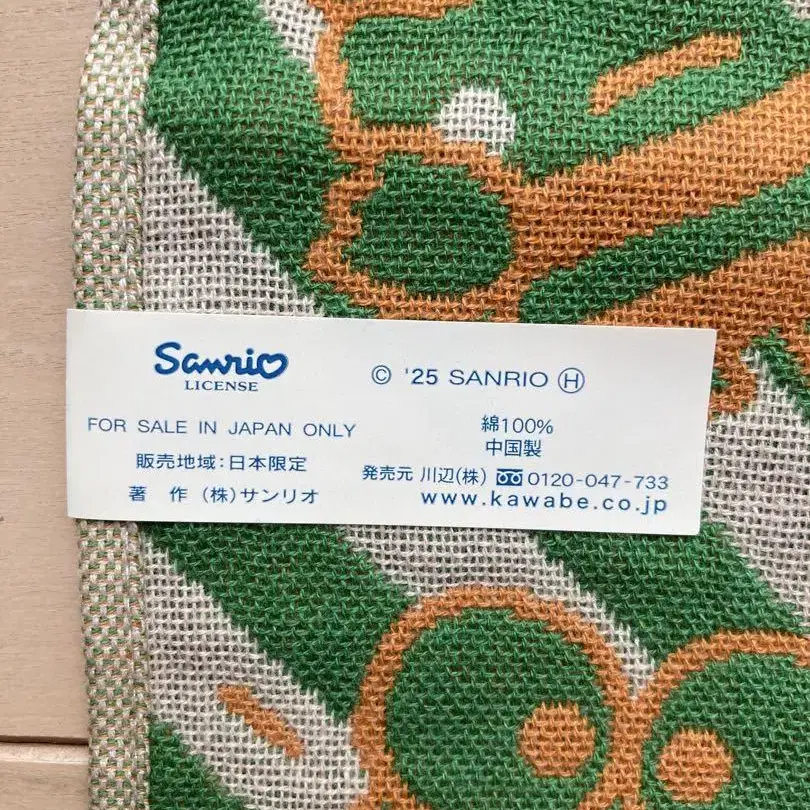 Sanrio
LICENSE
© '25 SANRIO Ⓗ
FOR SALE IN JAPAN ONLY
販売地域:日本限定
著 作 (株)サンリオ
綿100%
中国製
発売元 川辺(株) 0120-047-733
www.kawabe.co.jp